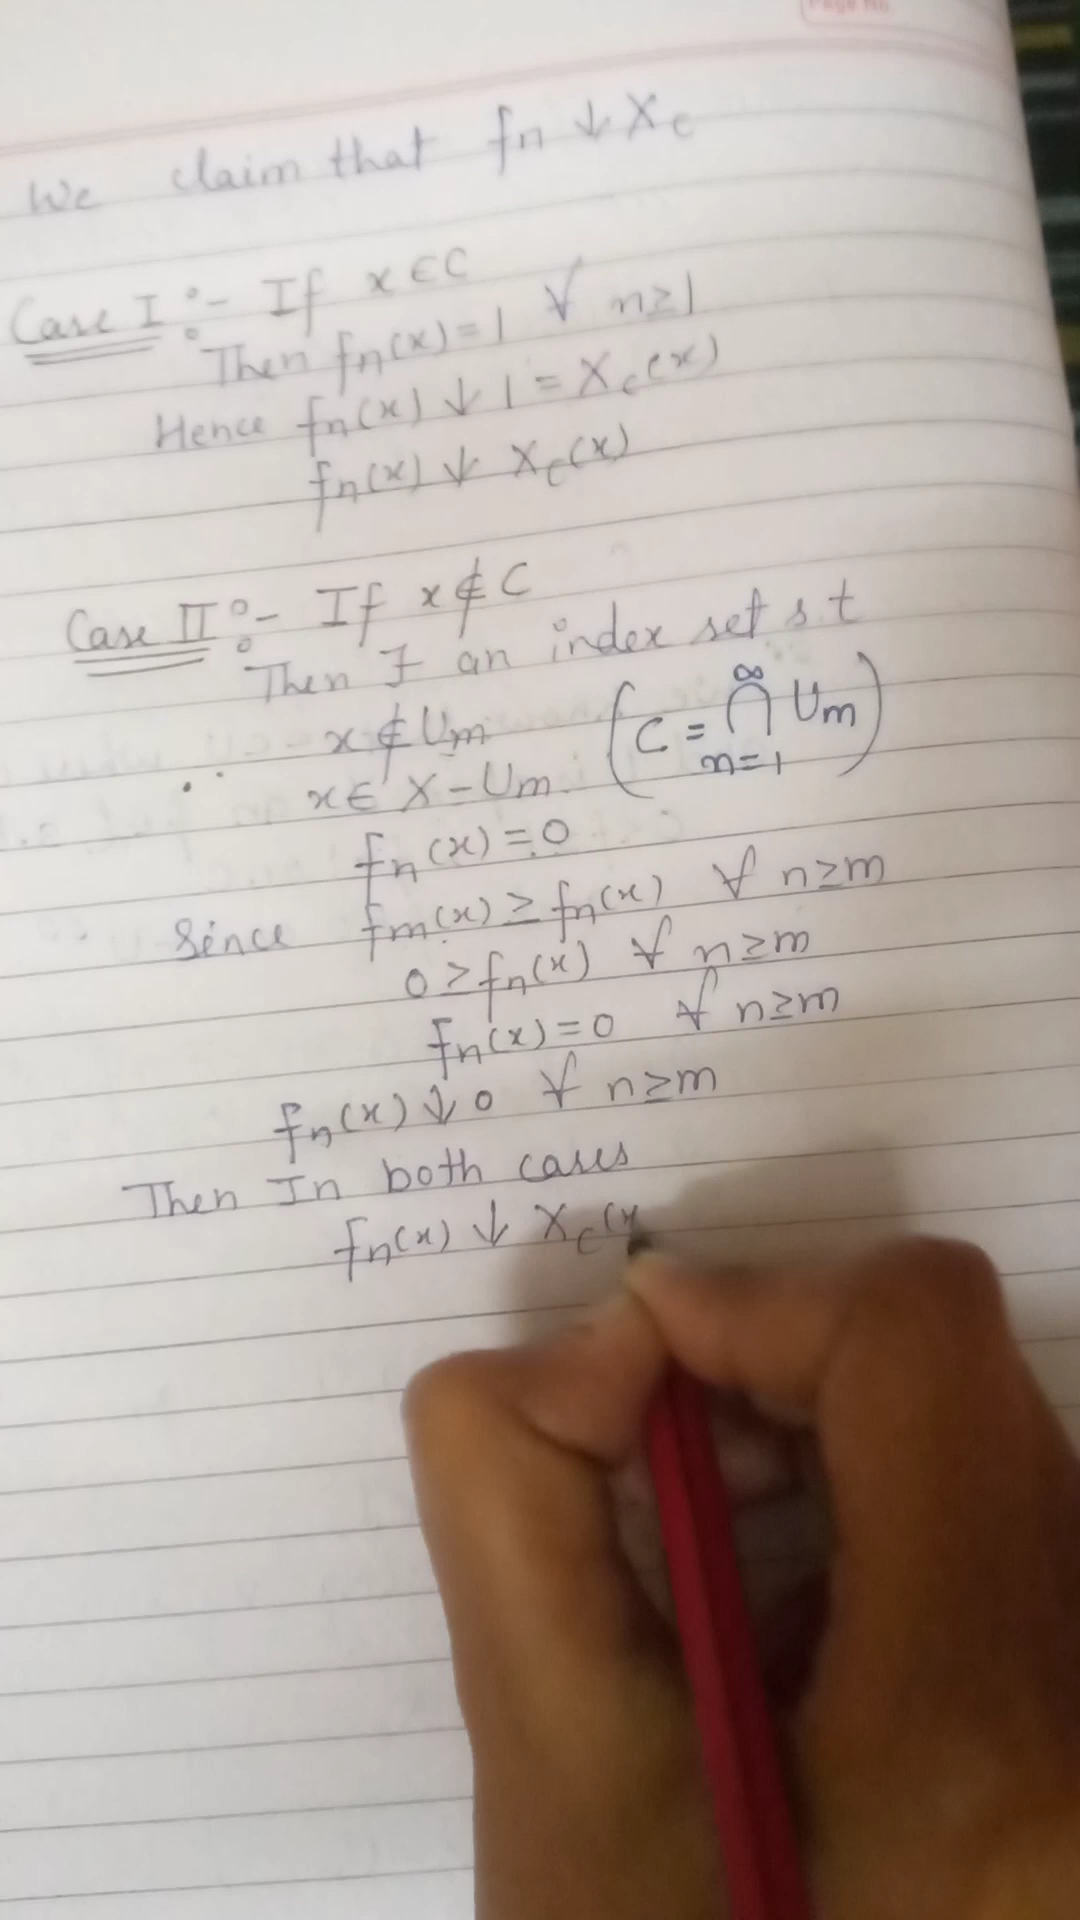 Page No
We claim that fn ↓ χc
Case I :- If x ∈ C
Then fn(x) = 1 ∀ n ≥ 1
Hence fn(x) ↓ 1 = χc(x)
fn(x) ↓ χc(x)
Case II :- If x ∉ C
Then ∃ an index set s.t
x ∉ Um (C = ∞ ∩ n=1 Um)
x ∈ X - Um
fn(x) = 0
Since fm(x) ≥ fn(x) ∀ n ≥ m
0 ≥ fn(x) ∀ n ≥ m
fn(x) = 0 ∀ n ≥ m
fn(x) ↓ 0 ∀ n ≥ m
Then In both cases
fn(x) ↓ χc(x